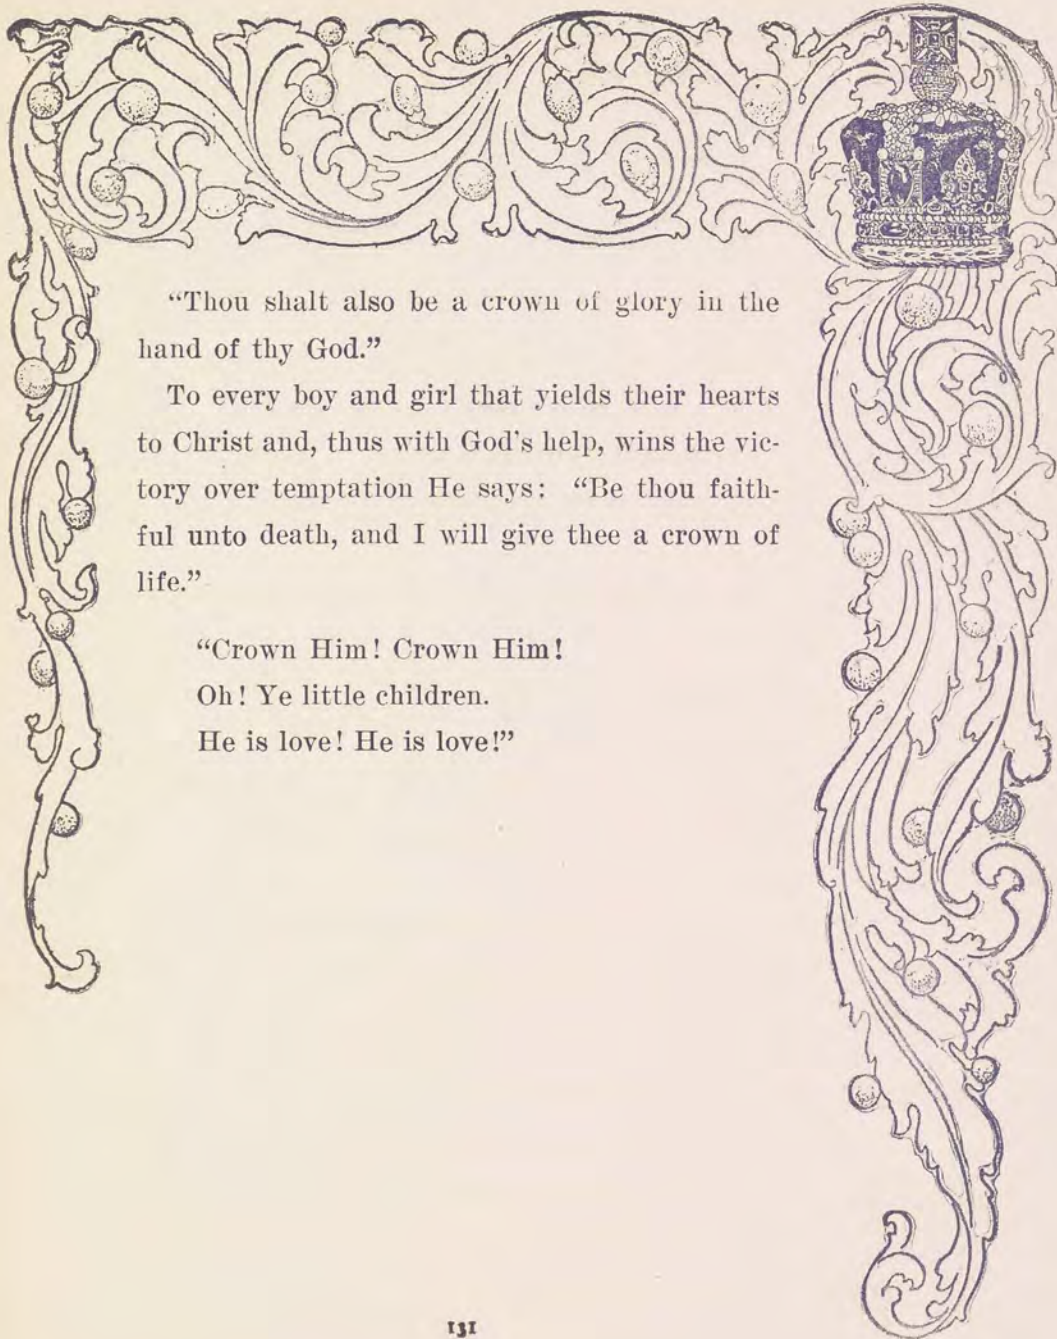 “Thou shalt also be a crown of glory in the
hand of thy God.”
To every boy and girl that yields their hearts
to Christ and, thus with God's help, wins the vic-
tory over temptation He says: “Be thou faith-
ful unto death, and I will give thee a crown of
life.”
“Crown Him! Crown Him!
Oh! Ye little children.
He is love! He is love!”
131